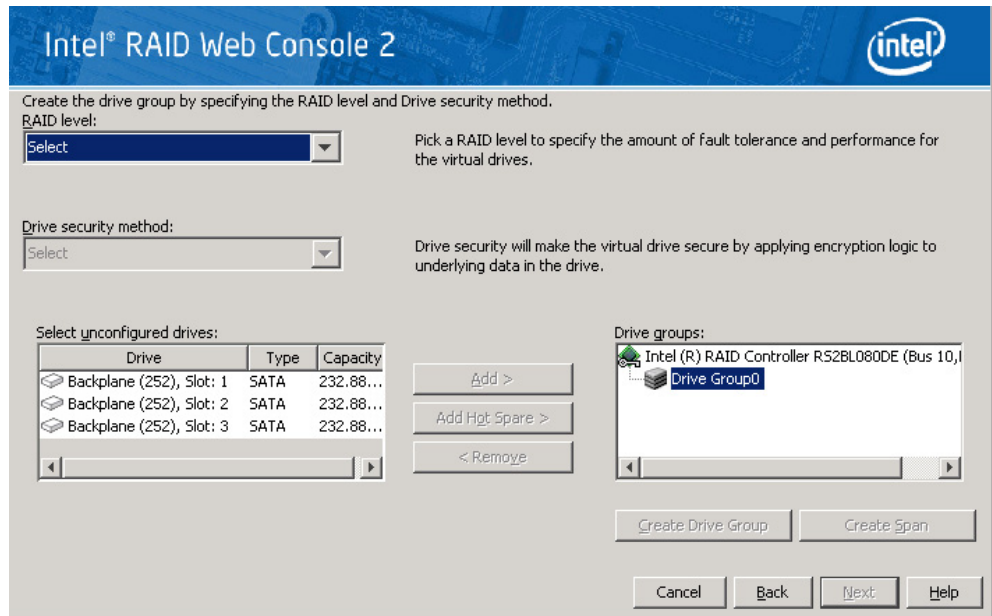 Intel® RAID Web Console 2
intel
Create the drive group by specifying the RAID level and Drive security method.
RAID level:
Select
Pick a RAID level to specify the amount of fault tolerance and performance for
the virtual drives.
Drive security method:
Select
Drive security will make the virtual drive secure by applying encryption logic to
underlying data in the drive.
Select unconfigured drives:
Drive Type Capacity
Backplane (252), Slot: 1 SATA 232.88...
Backplane (252), Slot: 2 SATA 232.88...
Backplane (252), Slot: 3 SATA 232.88...
Add >
Add Hot Spare >
< Remove
Drive groups:
Intel (R) RAID Controller RS2BL080DE (Bus 10,
Drive Group0
Create Drive Group
Create Span
Cancel
Back
Next
Help